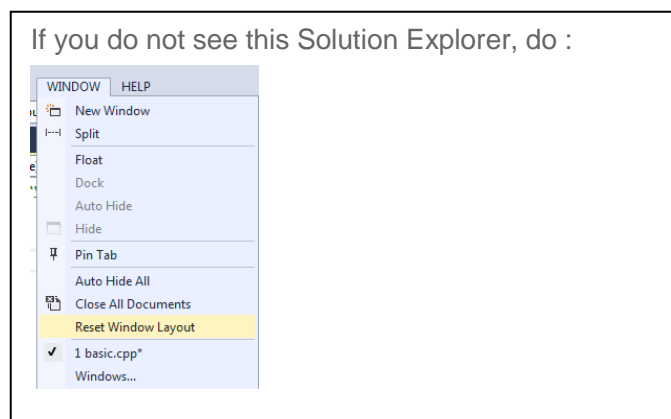 If you do not see this Solution Explorer, do :
WINDOW HELP
New Window
Split
Float
Dock
Auto Hide
Hide
Pin Tab
Auto Hide All
Close All Documents
Reset Window Layout
1 basic.cpp*
Windows...